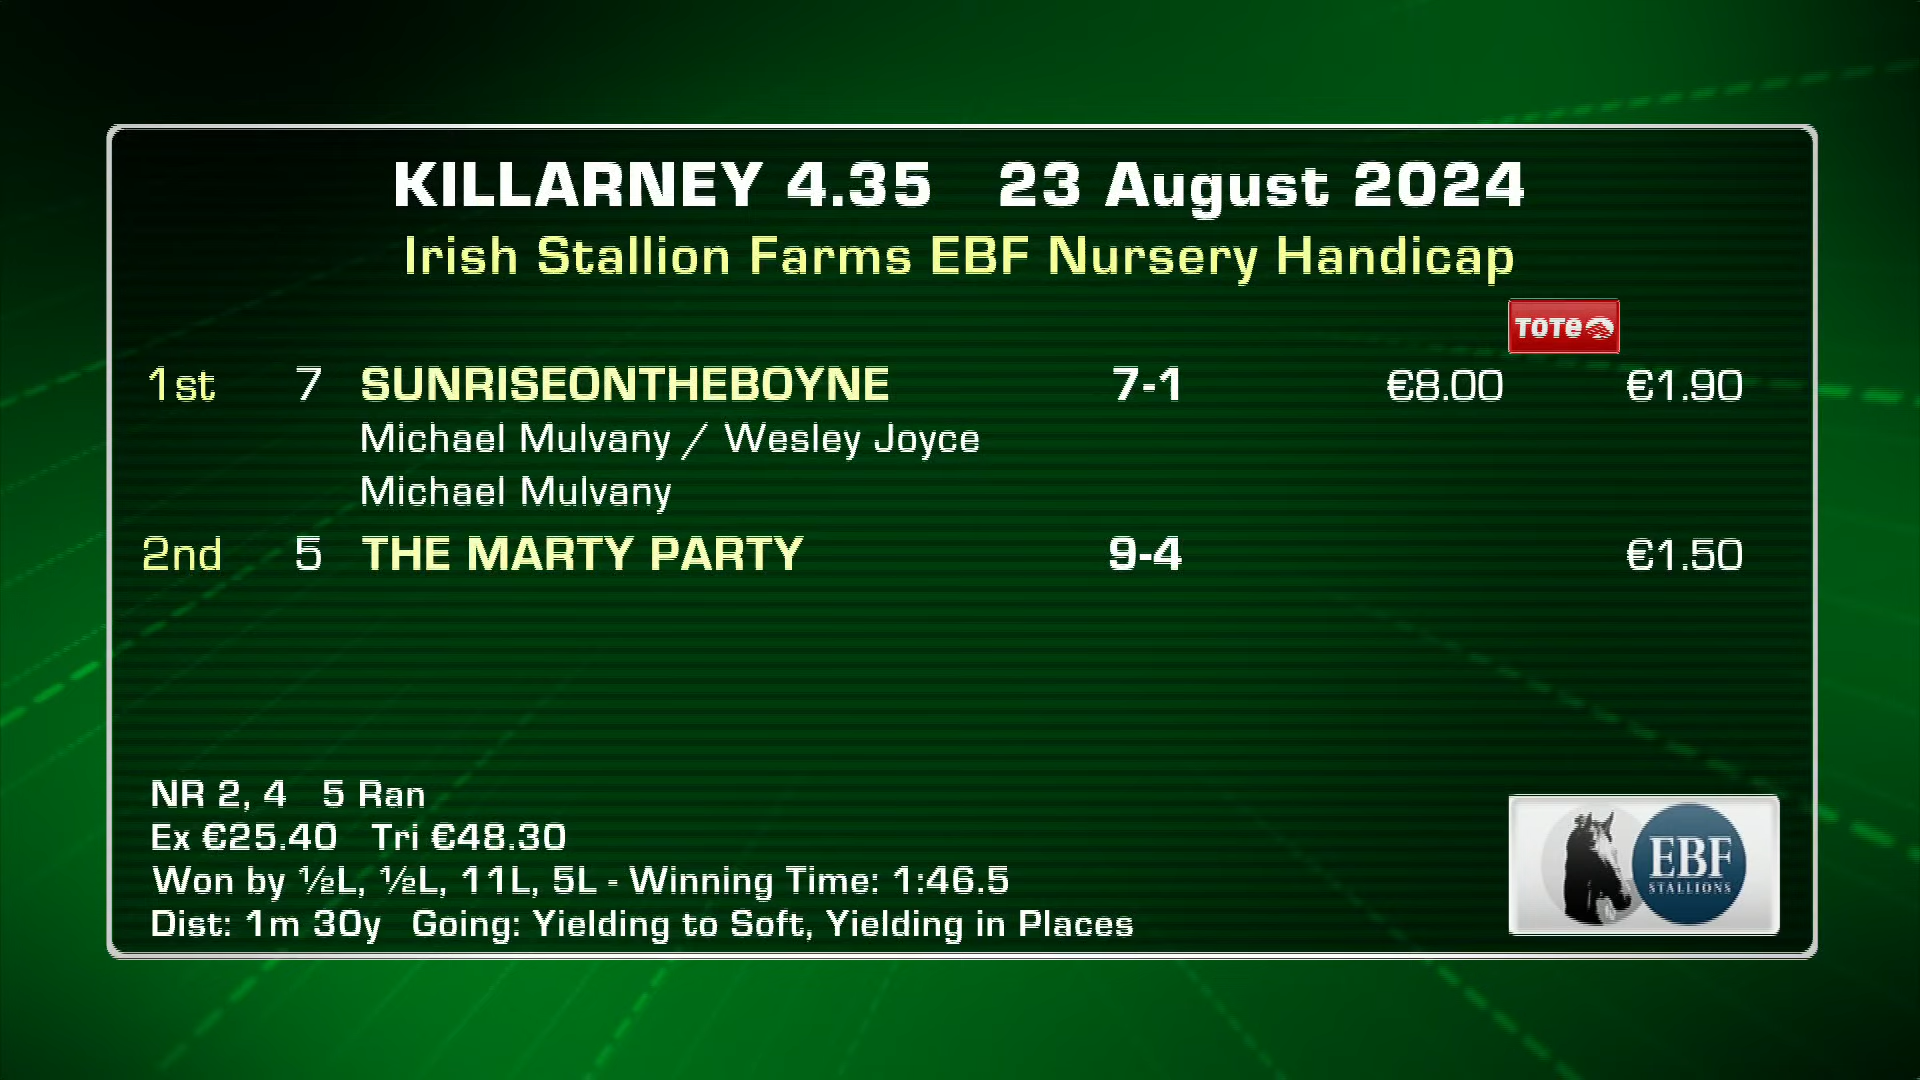 KILLARNEY 4.35 23 August 2024
Irish Stallion Farms EBF Nursery Handicap
TOTE
1st 7 SUNRISEONTHEBOYNE 7-1 €8.00 €1.90
Michael Mulvany / Wesley Joyce
Michael Mulvany
2nd 5 THE MARTY PARTY 9-4 €1.50
NR 2, 4 5 Ran
Ex €25.40 Tri €48.30
Won by ½L, ½L, 11L, 5L - Winning Time: 1:46.5
Dist: 1m 30y Going: Yielding to Soft, Yielding in Places
EBF
STALLIONS